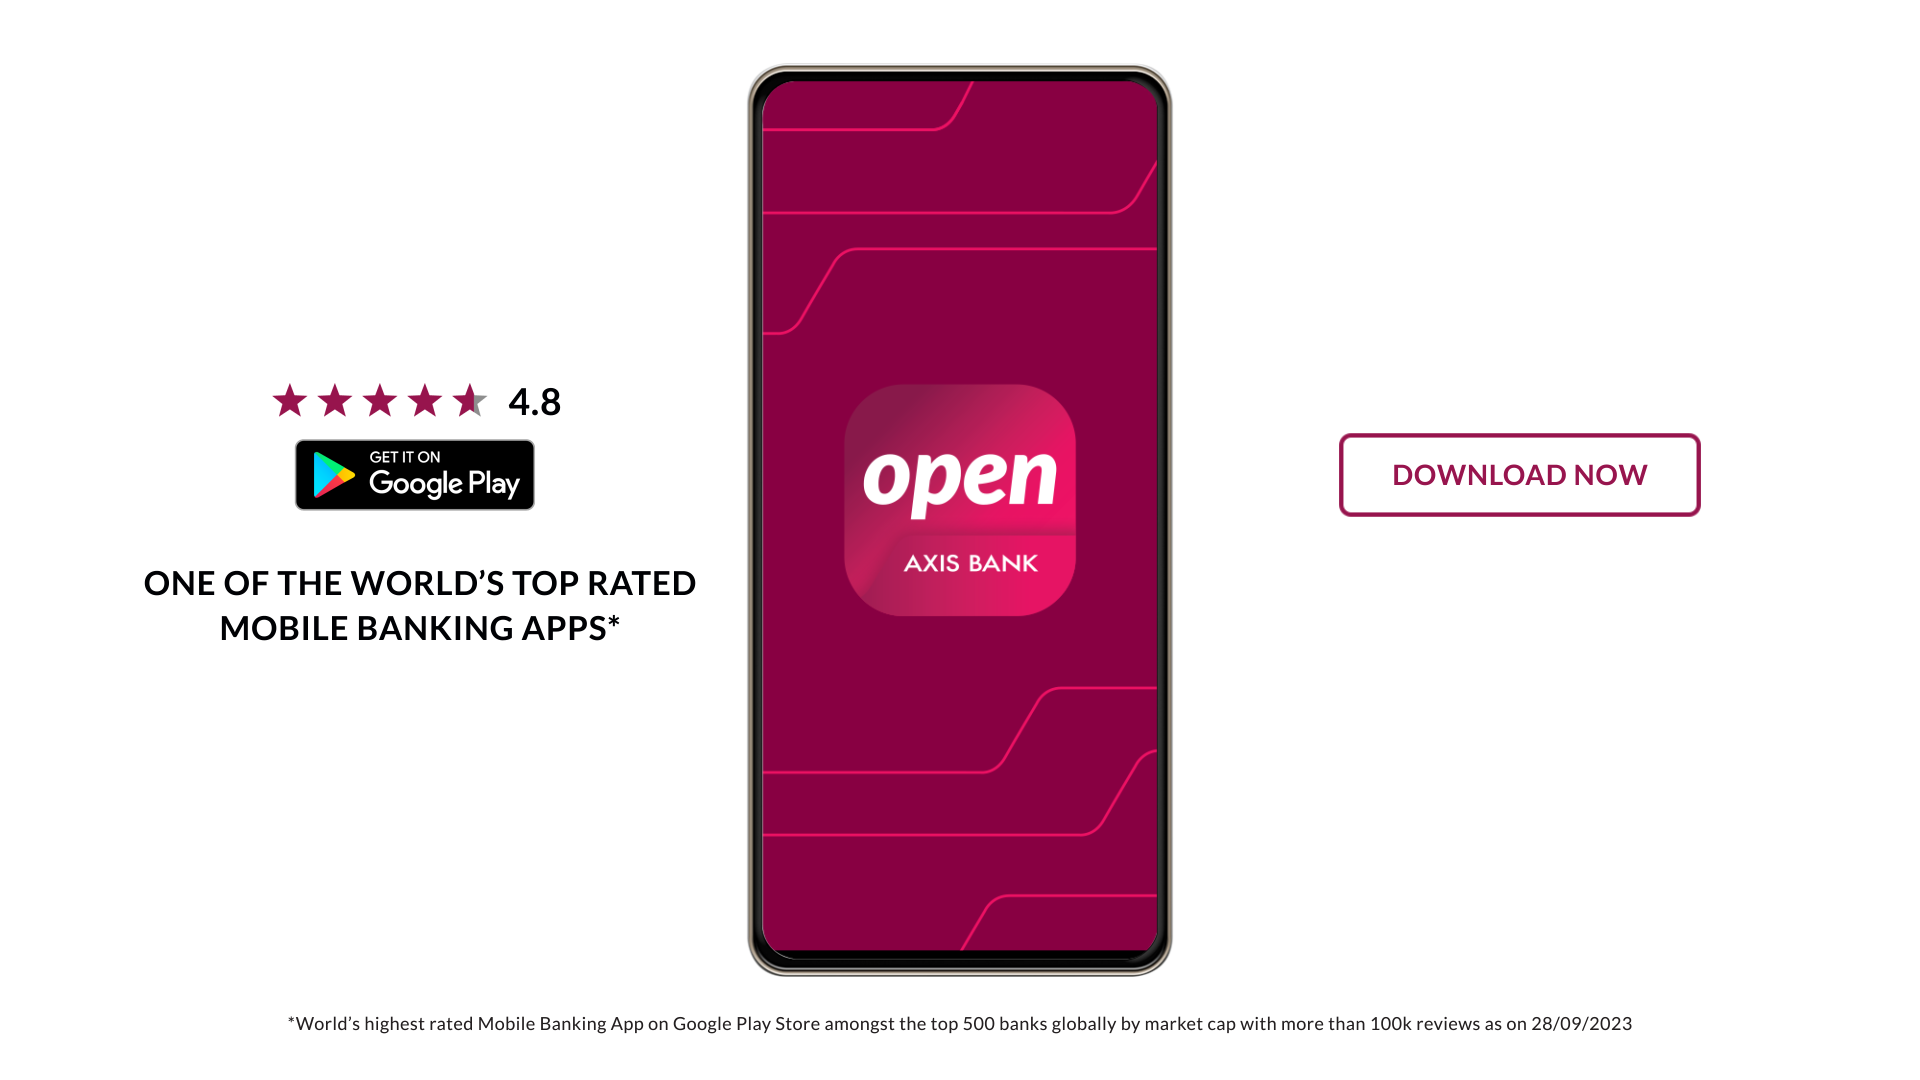 4.8
GET IT ON
Google Play
ONE OF THE WORLD’S TOP RATED
MOBILE BANKING APPS*
open
AXIS BANK
DOWNLOAD NOW
*World’s highest rated Mobile Banking App on Google Play Store amongst the top 500 banks globally by market cap with more than 100k reviews as on 28/09/2023